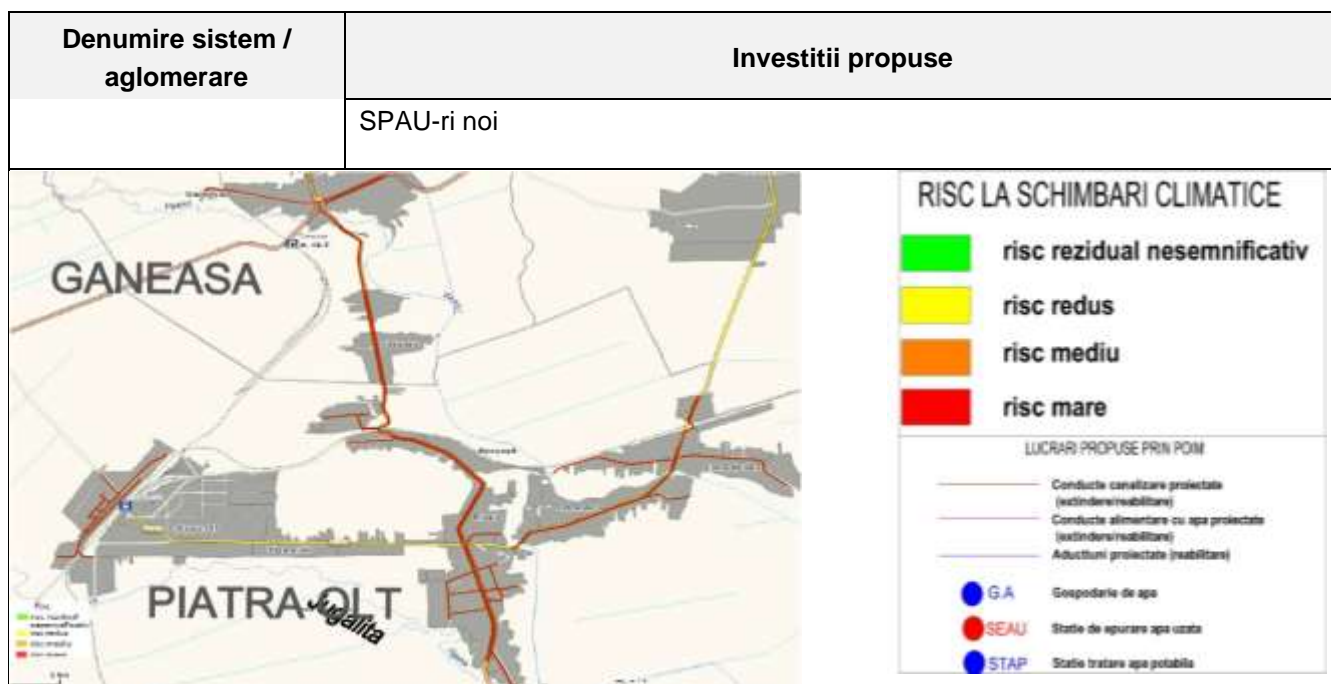 Denumire sistem /
aglomerare
Investitii propuse
SPAU-ri noi
GANEASA
PIATRA OLT
Jugalita
RISC LA SCHIMBARI CLIMATICE
risc rezidual nesemnificativ
risc redus
risc mediu
risc mare
LUCRARI PROPUSE PRIN POIM
Conducte canalizare proiectate
(extindere/reabilitare)
Conducte alimentare cu apa proiectate
(extindere/reabilitare)
Aductiuni proiectate (reabilitare)
G.A Gospodarie de apa
SEAU Statie de epurare apa uzata
STAP Statie tratare apa potabila